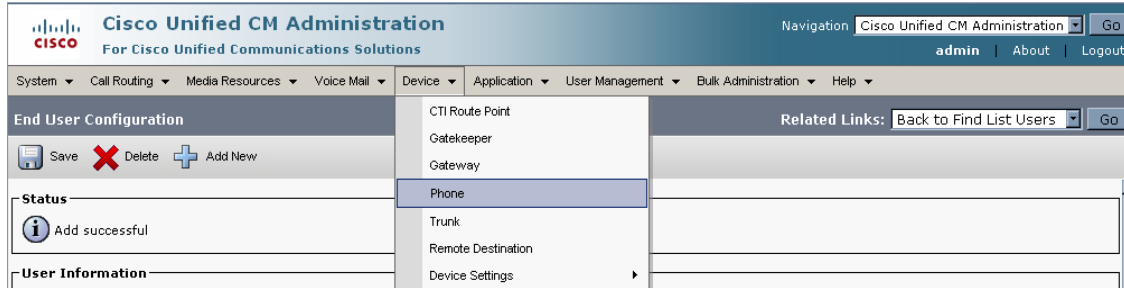 Cisco Unified CM Administration
Navigation Cisco Unified CM Administration Go
CISCO
For Cisco Unified Communications Solutions
admin | About | Logout
System Call Routing Media Resources Voice Mail Device Application User Management Bulk Administration Help
End User Configuration
CTI Route Point
Related Links: Back to Find List Users Go
Gatekeeper
Save Delete Add New
Gateway
Phone
Status
Trunk
i Add successful
Remote Destination
User Information
Device Settings